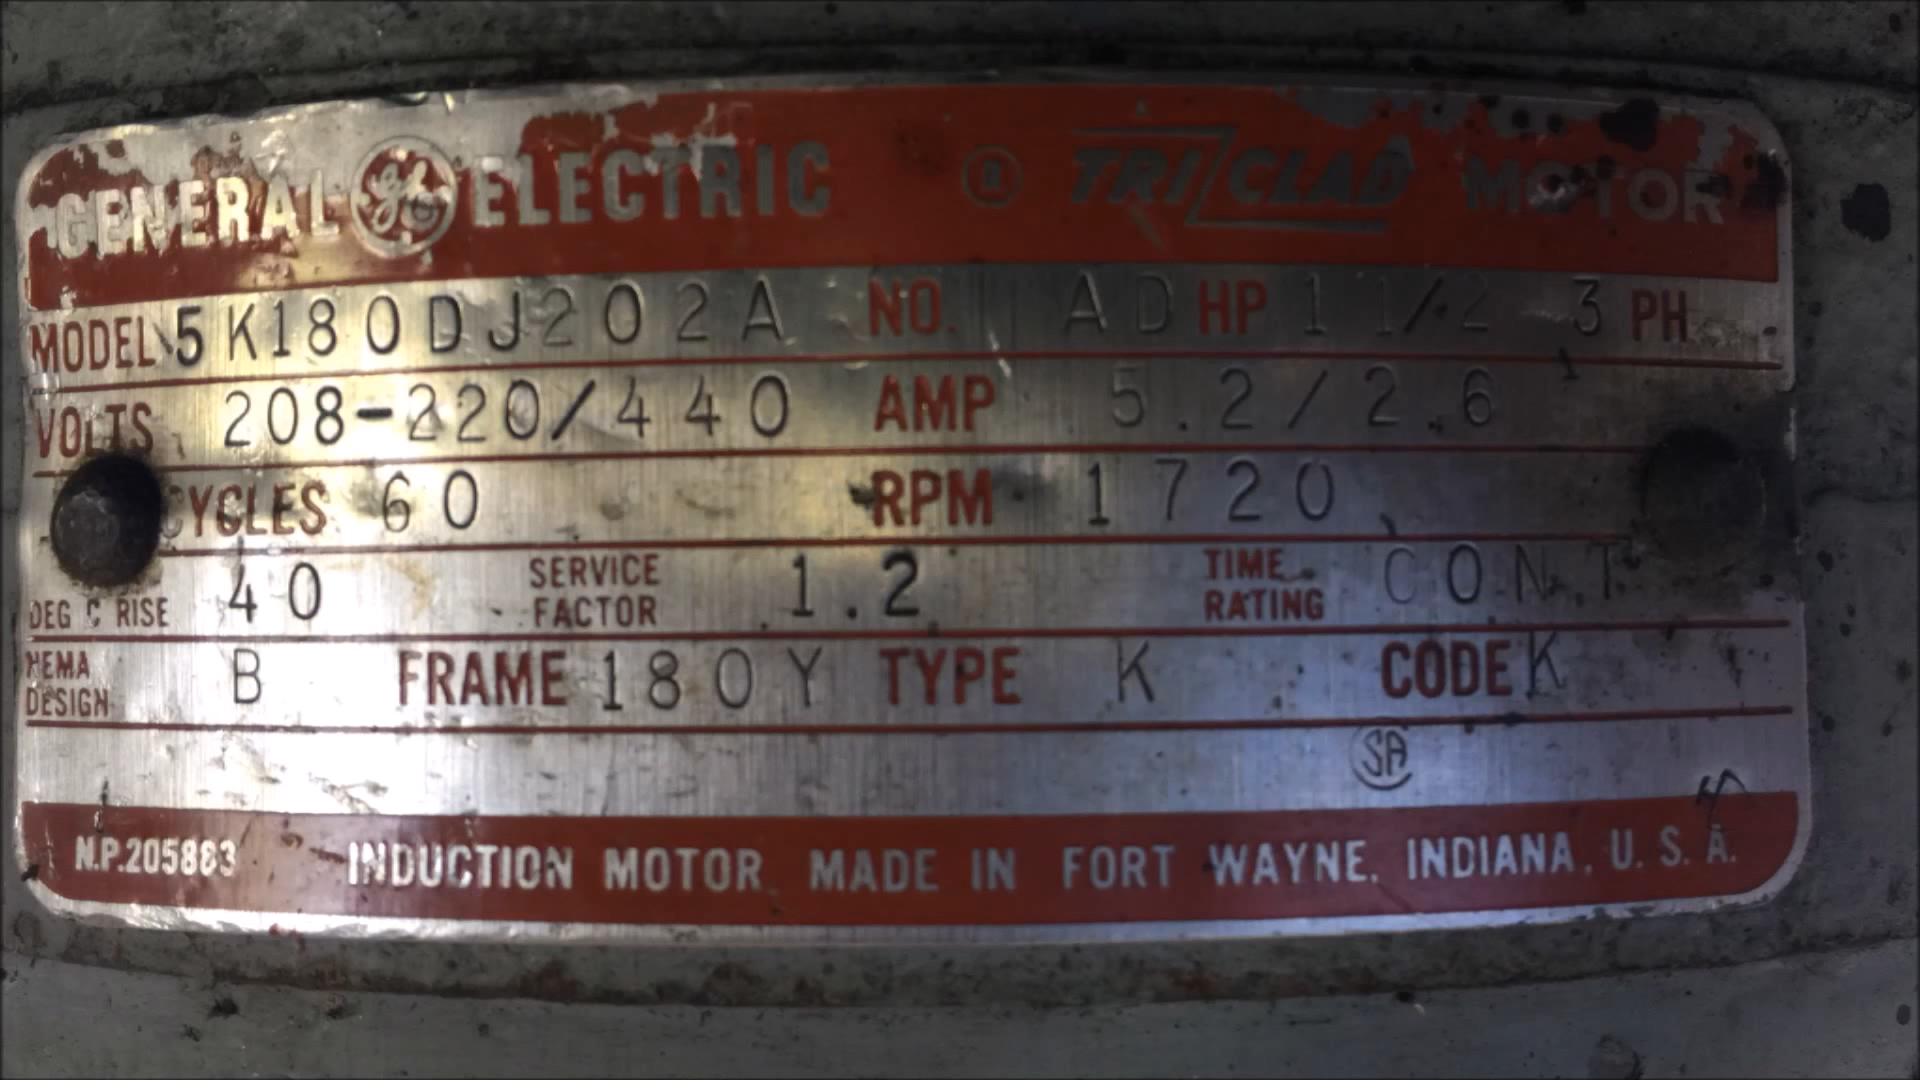 GENERAL GE ELECTRIC ® TRI CLAD MOTOR
MODEL 5K180DJ202A NO. AD HP 1 1/2 3 PH
VOLTS 208-220/440 AMP 5.2/2.6
CYCLES 60 RPM 1720
DEG C RISE 40 SERVICE FACTOR 1.2 TIME RATING CONT
NEMA DESIGN B FRAME 180Y TYPE K CODE K
SA
N.P.205883 INDUCTION MOTOR MADE IN FORT WAYNE, INDIANA, U.S.A.